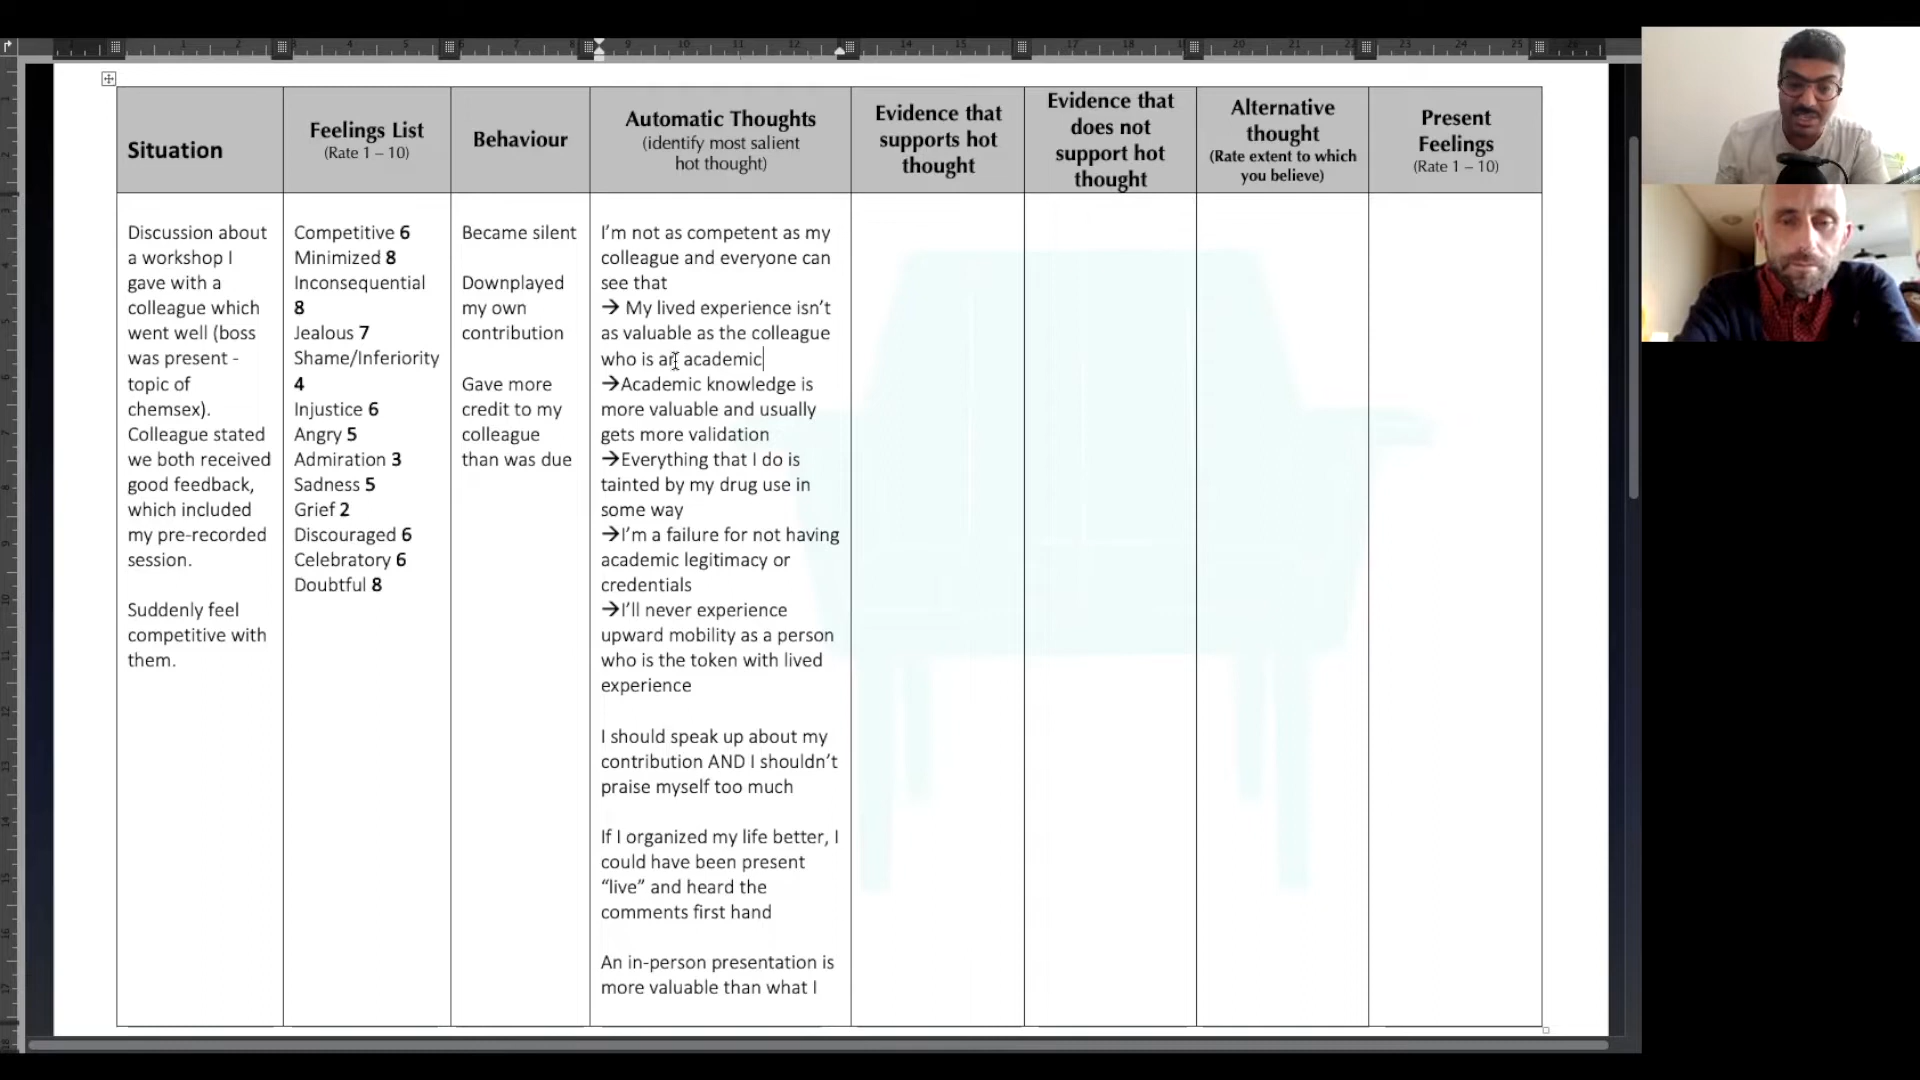 Situation
Feelings List
(Rate 1 – 10)
Behaviour
Automatic Thoughts
(identify most salient
hot thought)
Evidence that
supports hot
thought
Evidence that
does not
support hot
thought
Alternative
thought
(Rate extent to which
you believe)
Present
Feelings
(Rate 1 – 10)
Discussion about
a workshop I
gave with a
colleague which
went well (boss
was present -
topic of
chemsex).
Colleague stated
we both received
good feedback,
which included
my pre-recorded
session.
Suddenly feel
competitive with
them.
Competitive 6
Minimized 8
Inconsequential
8
Jealous 7
Shame/Inferiority
4
Injustice 6
Angry 5
Admiration 3
Sadness 5
Grief 2
Discouraged 6
Celebratory 6
Doubtful 8
Became silent
Downplayed
my own
contribution
Gave more
credit to my
colleague
than was due
I’m not as competent as my
colleague and everyone can
see that
→ My lived experience isn’t
as valuable as the colleague
who is an academic
→Academic knowledge is
more valuable and usually
gets more validation
→Everything that I do is
tainted by my drug use in
some way
→I’m a failure for not having
academic legitimacy or
credentials
→I’ll never experience
upward mobility as a person
who is the token with lived
experience
I should speak up about my
contribution AND I shouldn’t
praise myself too much
If I organized my life better, I
could have been present
“live” and heard the
comments first hand
An in-person presentation is
more valuable than what I